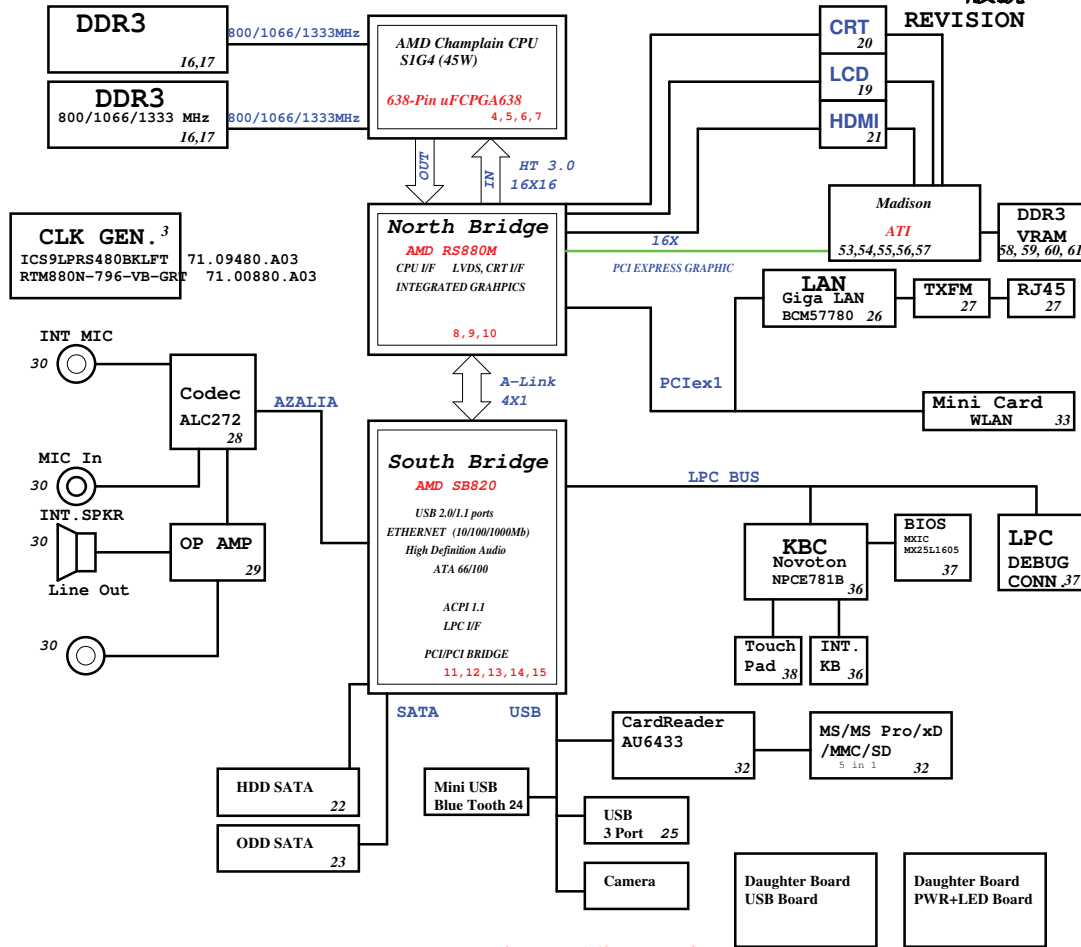 REVISION
DDR3
16,17
800/1066/1333MHz
AMD Champlain CPU
S1G4 (45W)
638-Pin uFCPGA638
4,5,6,7
CRT
20
LCD
19
HDMI
21
DDR3
800/1066/1333 MHz
16,17
800/1066/1333MHz
OUT
IN
HT 3.0
16X16
CLK GEN. 3
ICS9LPRS480BKLFT 71.09480.A03
RTM880N-796-VB-GRT 71.00880.A03
North Bridge
AMD RS880M
CPU I/F LVDS, CRT I/F
INTEGRATED GRAHPICS
8,9,10
16X
PCI EXPRESS GRAPHIC
Madison
ATI
53,54,55,56,57
DDR3
VRAM
58, 59, 60, 61
LAN
Giga LAN
BCM57780 26
TXFM
27
RJ45
27
PCIex1
Mini Card
WLAN
33
A-Link
4X1
INT MIC
30
Codec
ALC272
28
AZALIA
MIC In
30
INT.SPKR
30
Line Out
OP AMP
29
30
South Bridge
AMD SB820
USB 2.0/1.1 ports
ETHERNET (10/100/1000Mb)
High Definition Audio
ATA 66/100
ACPI 1.1
LPC I/F
PCI/PCI BRIDGE
11,12,13,14,15
LPC BUS
KBC
Novoton
NPCE781B
36
BIOS
MXIC
MX25L1605
37
LPC
DEBUG
CONN.37
Touch
Pad 38
INT.
KB 36
SATA
USB
HDD SATA
22
ODD SATA
23
Mini USB
Blue Tooth 24
CardReader
AU6433
32
MS/MS Pro/xD
/MMC/SD
5 in 1
32
USB
3 Port 25
Camera
Daughter Board
USB Board
Daughter Board
PWR+LED Board